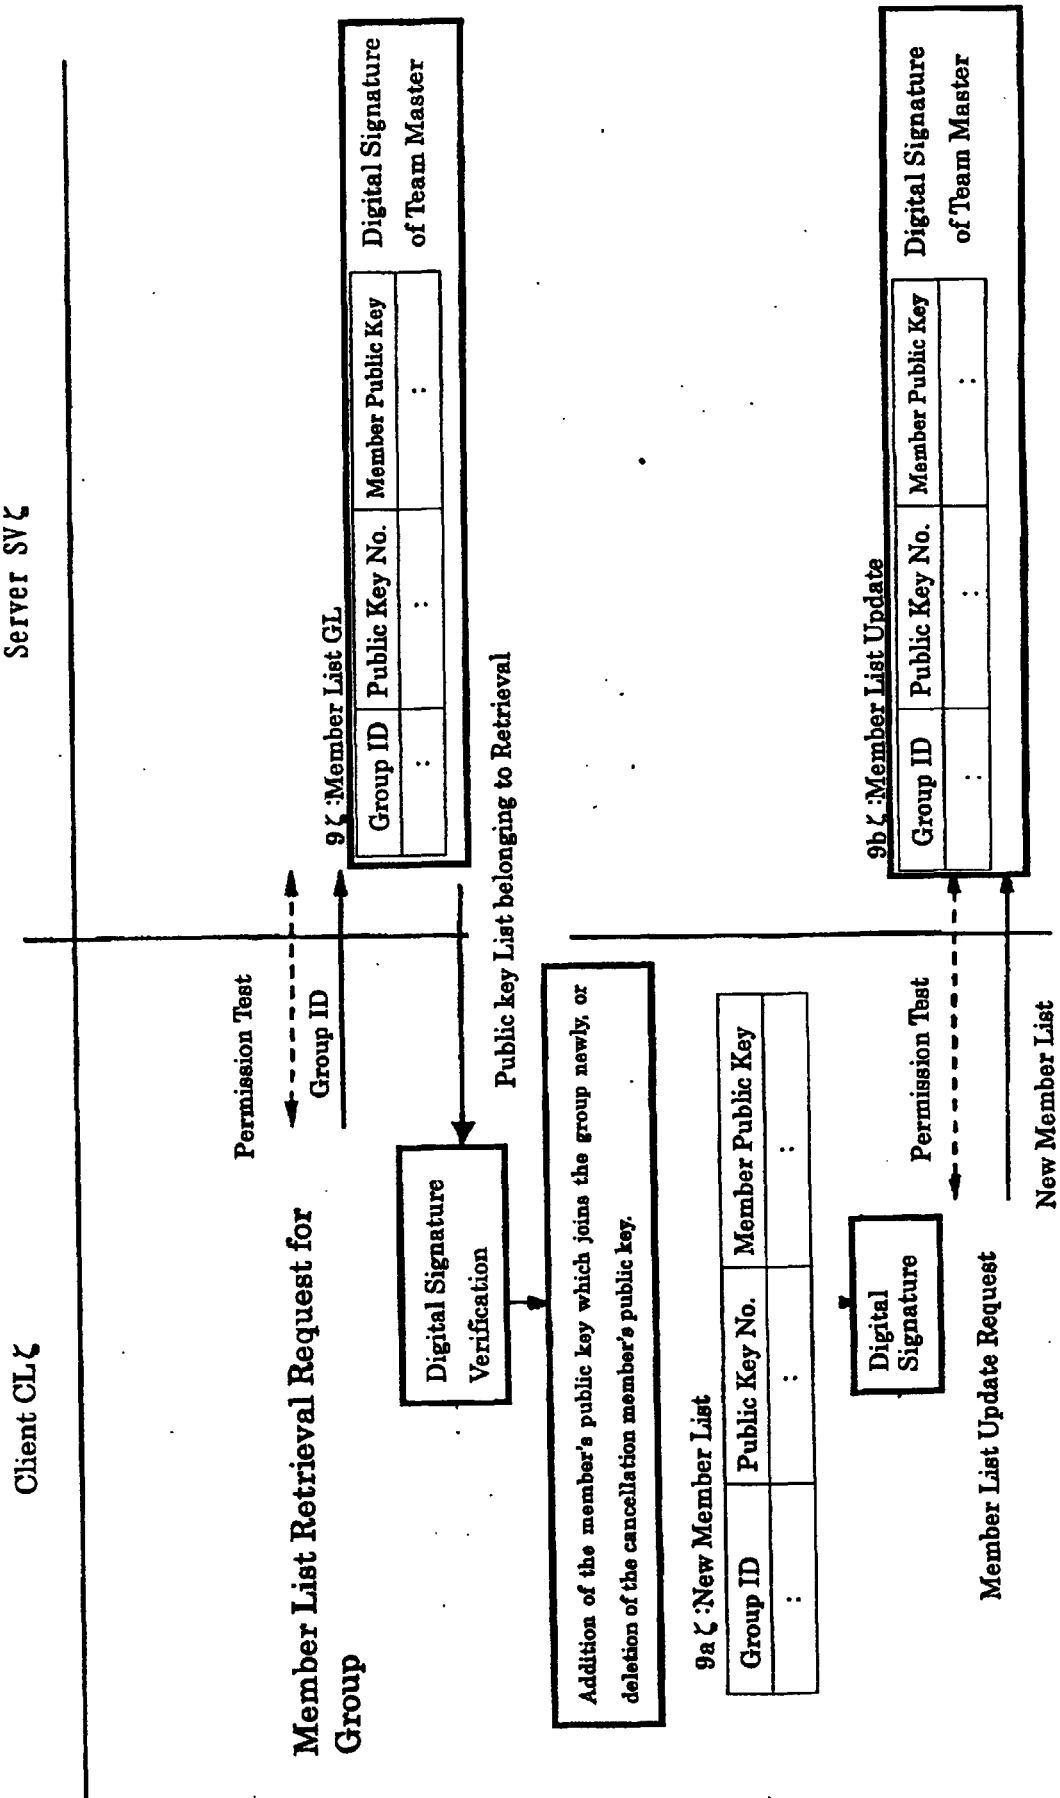 Client CLζ
Server SVζ
Member List Retrieval Request for
Group
Permission Test
Group ID
9ζ :Member List GL
Group ID
Public Key No.
Member Public Key
:
:
:
Digital Signature
of Team Master
Public key List belonging to Retrieval
Digital Signature
Verification
Addition of the member's public key which joins the group newly, or
deletion of the cancellation member's public key.
9aζ :New Member List
Group ID
Public Key No.
Member Public Key
:
:
:
Digital
Signature
Member List Update Request
Permission Test
New Member List
9bζ :Member List Update
Group ID
Public Key No.
Member Public Key
:
:
:
Digital Signature
of Team Master